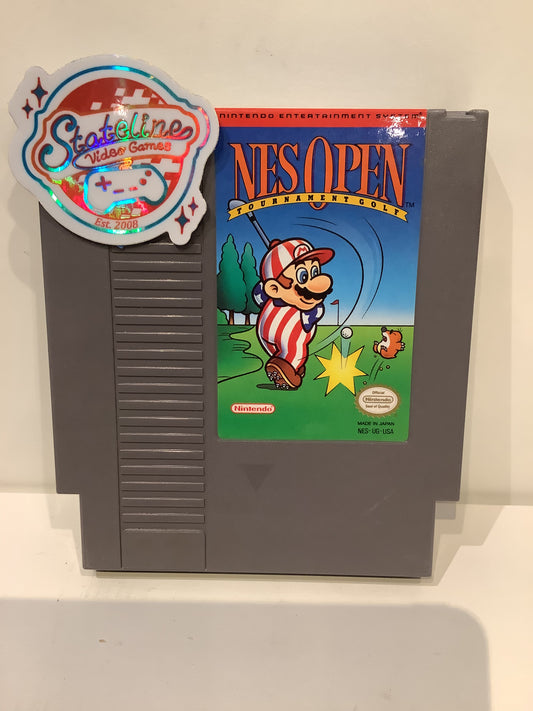 Stateline
Video Games
Est. 2008
NINTENDO ENTERTAINMENT SYSTEM
NES OPEN
TOURNAMENT GOLF
TM
M
Nintendo
Official
Nintendo
Seal of Quality
MADE IN JAPAN
NES-UG-USA